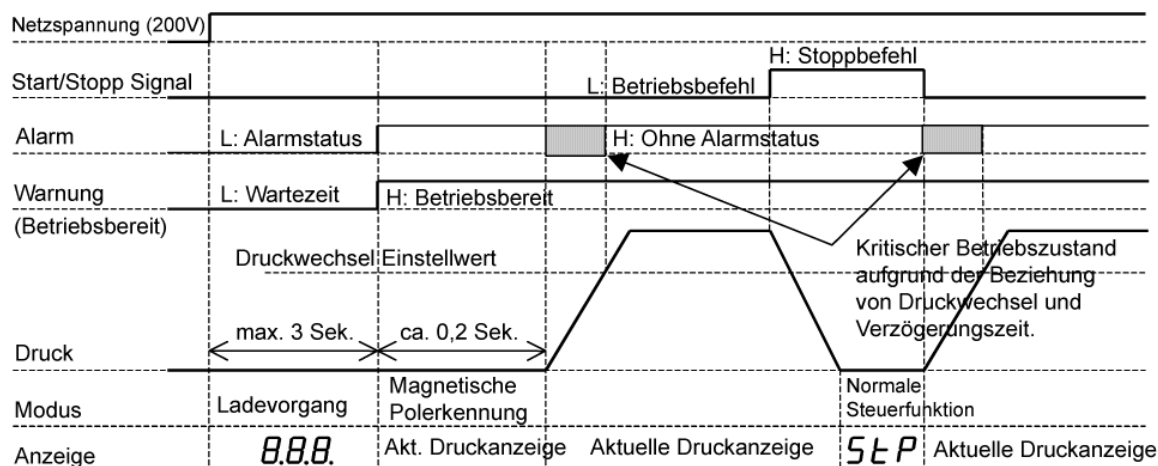 Netzspannung (200V)
H: Stoppbefehl
Start/Stopp Signal
L: Betriebsbefehl
Alarm
L: Alarmstatus
H: Ohne Alarmstatus
Warnung
(Betriebsbereit)
L: Wartezeit
H: Betriebsbereit
Druckwechsel Einstellwert
Kritischer Betriebszustand
aufgrund der Beziehung
von Druckwechsel und
Verzögerungszeit.
max. 3 Sek.
ca. 0,2 Sek.
Druck
Modus
Ladevorgang
Magnetische
Polerkennung
Normale
Steuerfunktion
Anzeige
8.8.8.
Akt. Druckanzeige
Aktuelle Druckanzeige
StP
Aktuelle Druckanzeige